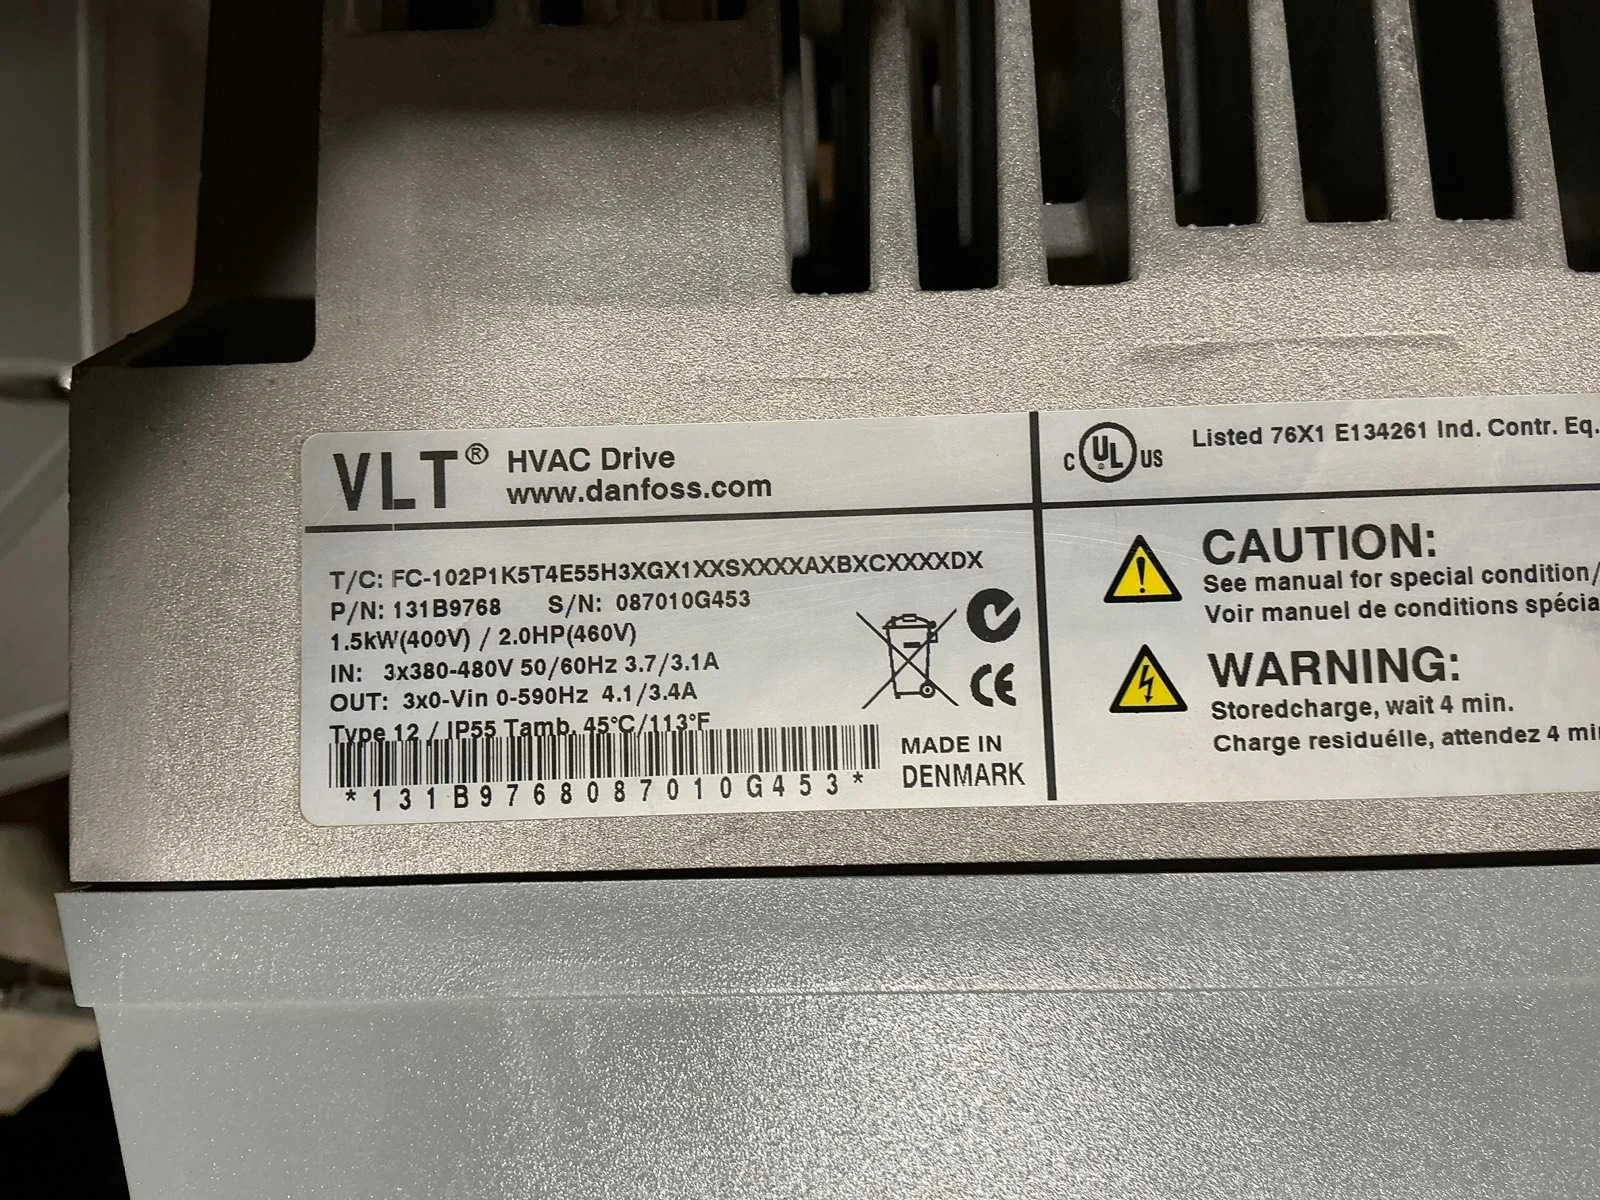 VLT® HVAC Drive
www.danfoss.com
T/C: FC-102P1K5T4E55H3XGX1XXSXXXXAXBXCXXXXDX
P/N: 131B9768 S/N: 087010G453
1.5kW(400V) / 2.0HP(460V)
IN: 3x380-480V 50/60Hz 3.7/3.1A
OUT: 3x0-Vin 0-590Hz 4.1/3.4A
Type 12 / IP55 Tamb. 45°C/113°F
*131B9768087010G453*
CE
MADE IN
DENMARK
C UL US Listed 76X1 E134261 Ind. Contr. Eq.
CAUTION:
See manual for special condition/
Voir manuel de conditions spécia
WARNING:
Storedcharge, wait 4 min.
Charge residuélle, attendez 4 min